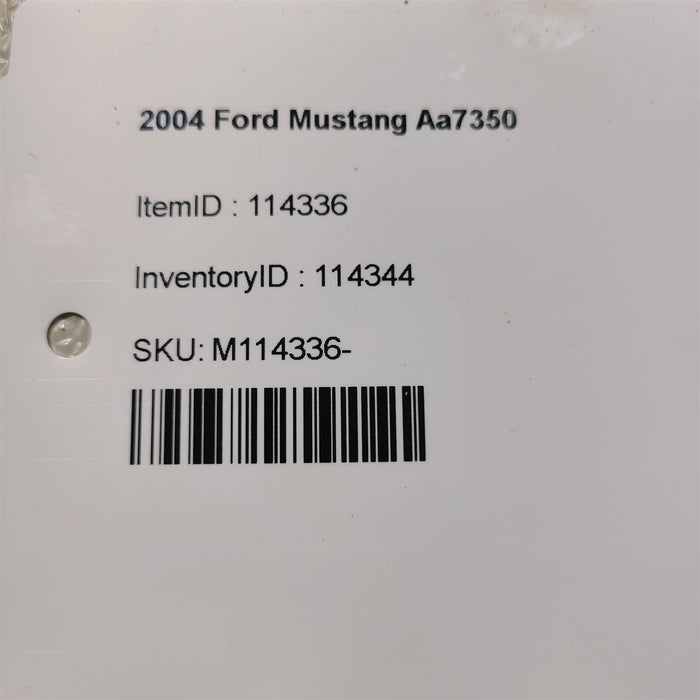 2004 Ford Mustang Aa7350
ItemID : 114336
InventoryID : 114344
SKU: M114336-